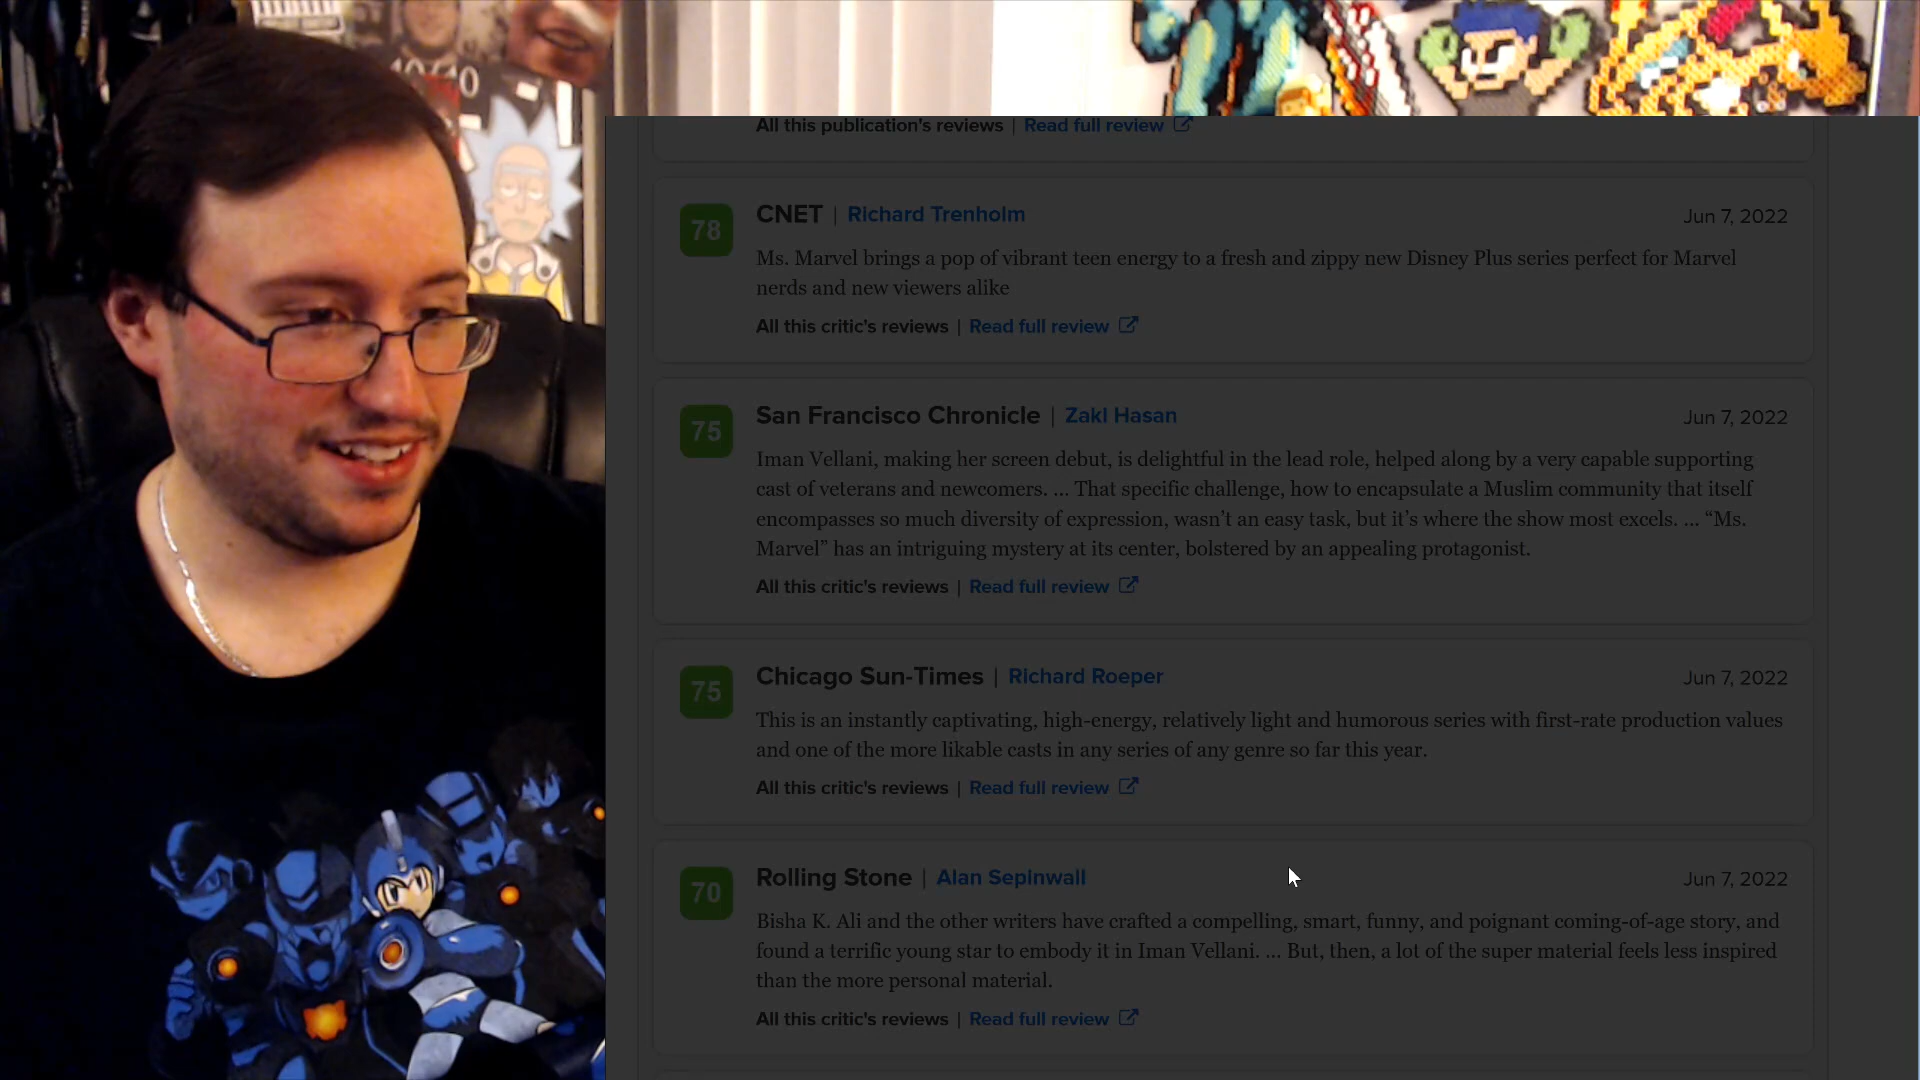 10/10
All this publication's reviews | Read full review
78
CNET | Richard Trenholm
Jun 7, 2022
Ms. Marvel brings a pop of vibrant teen energy to a fresh and zippy new Disney Plus series perfect for Marvel
nerds and new viewers alike
All this critic's reviews | Read full review
75
San Francisco Chronicle | Zaki Hasan
Jun 7, 2022
Iman Vellani, making her screen debut, is delightful in the lead role, helped along by a very capable supporting
cast of veterans and newcomers. ... That specific challenge, how to encapsulate a Muslim community that itself
encompasses so much diversity of expression, wasn’t an easy task, but it’s where the show most excels. ... “Ms.
Marvel” has an intriguing mystery at its center, bolstered by an appealing protagonist.
All this critic's reviews | Read full review
75
Chicago Sun-Times | Richard Roeper
Jun 7, 2022
This is an instantly captivating, high-energy, relatively light and humorous series with first-rate production values
and one of the more likable casts in any series of any genre so far this year.
All this critic's reviews | Read full review
70
Rolling Stone | Alan Sepinwall
Jun 7, 2022
Bisha K. Ali and the other writers have crafted a compelling, smart, funny, and poignant coming-of-age story, and
found a terrific young star to embody it in Iman Vellani. ... But, then, a lot of the super material feels less inspired
than the more personal material.
All this critic's reviews | Read full review